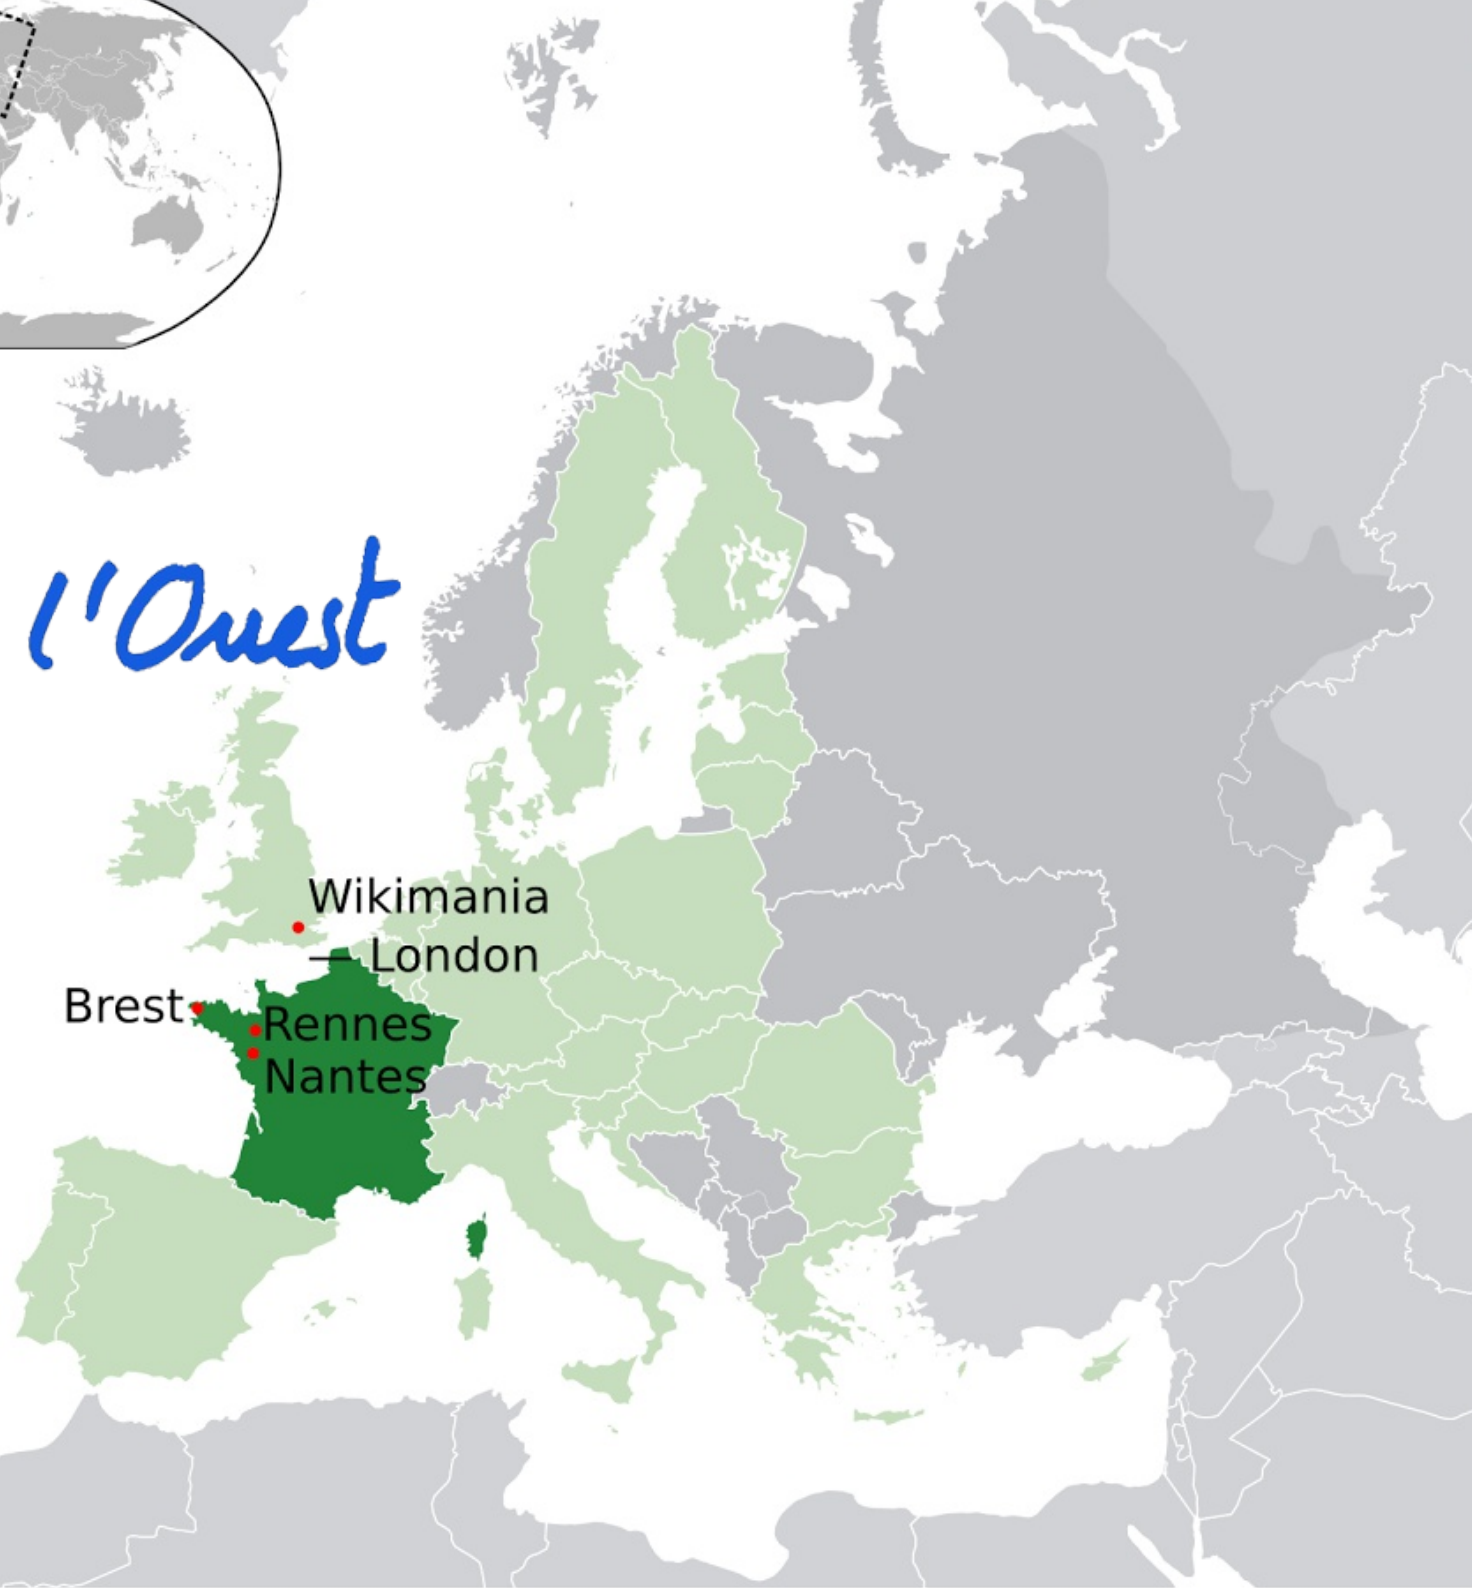 l'Ouest
Wikimania
— London
Brest
Rennes
Nantes